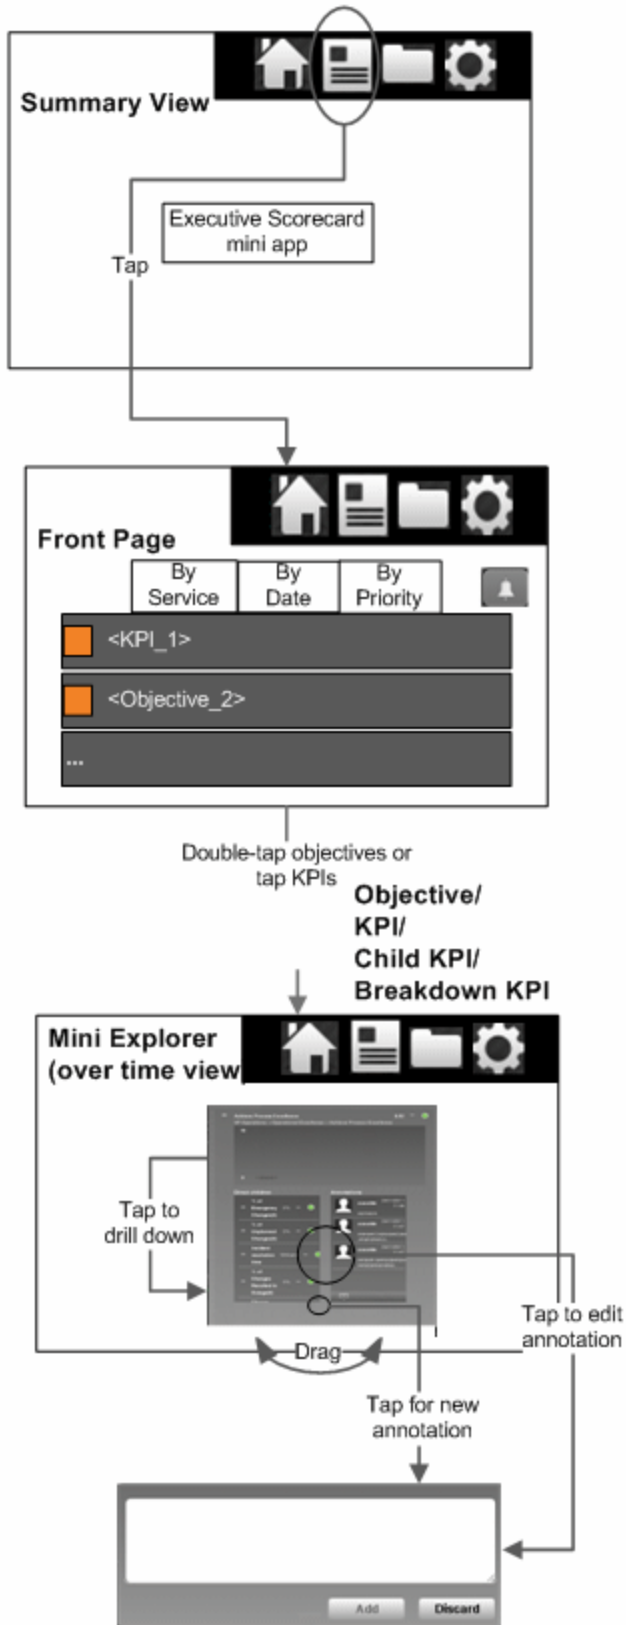 Summary View
Executive Scorecard
mini app
Tap
Front Page
By
Service
By
Date
By
Priority
<KPI_1>
<Objective_2>
...
Double-tap objectives or
tap KPIs
Objective/
KPI/
Child KPI/
Breakdown KPI
Mini Explorer
(over time view
Tap to
drill down
Tap to edit
annotation
Drag
Tap for new
annotation
Add
Discard